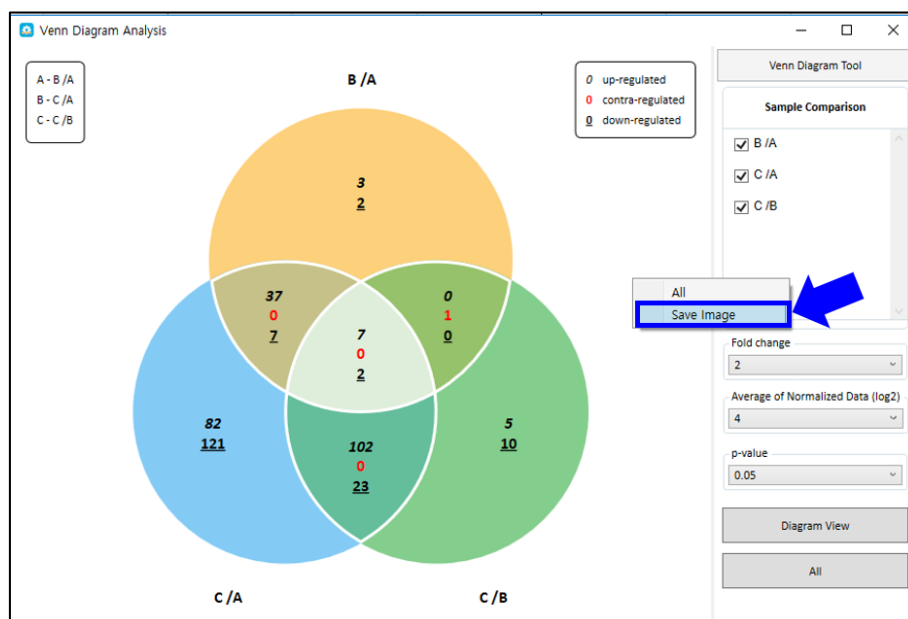 Venn Diagram Analysis
A - B /A
B - C /A
C - C /B
B /A
0 up-regulated
0 contra-regulated
0 down-regulated
3
2
37
0
7
0
1
0
7
0
2
82
121
102
0
23
5
10
C /A
C /B
Venn Diagram Tool
Sample Comparison
B /A
C /A
C /B
All
Save Image
Fold change
2
Average of Normalized Data (log2)
4
p-value
0.05
Diagram View
All